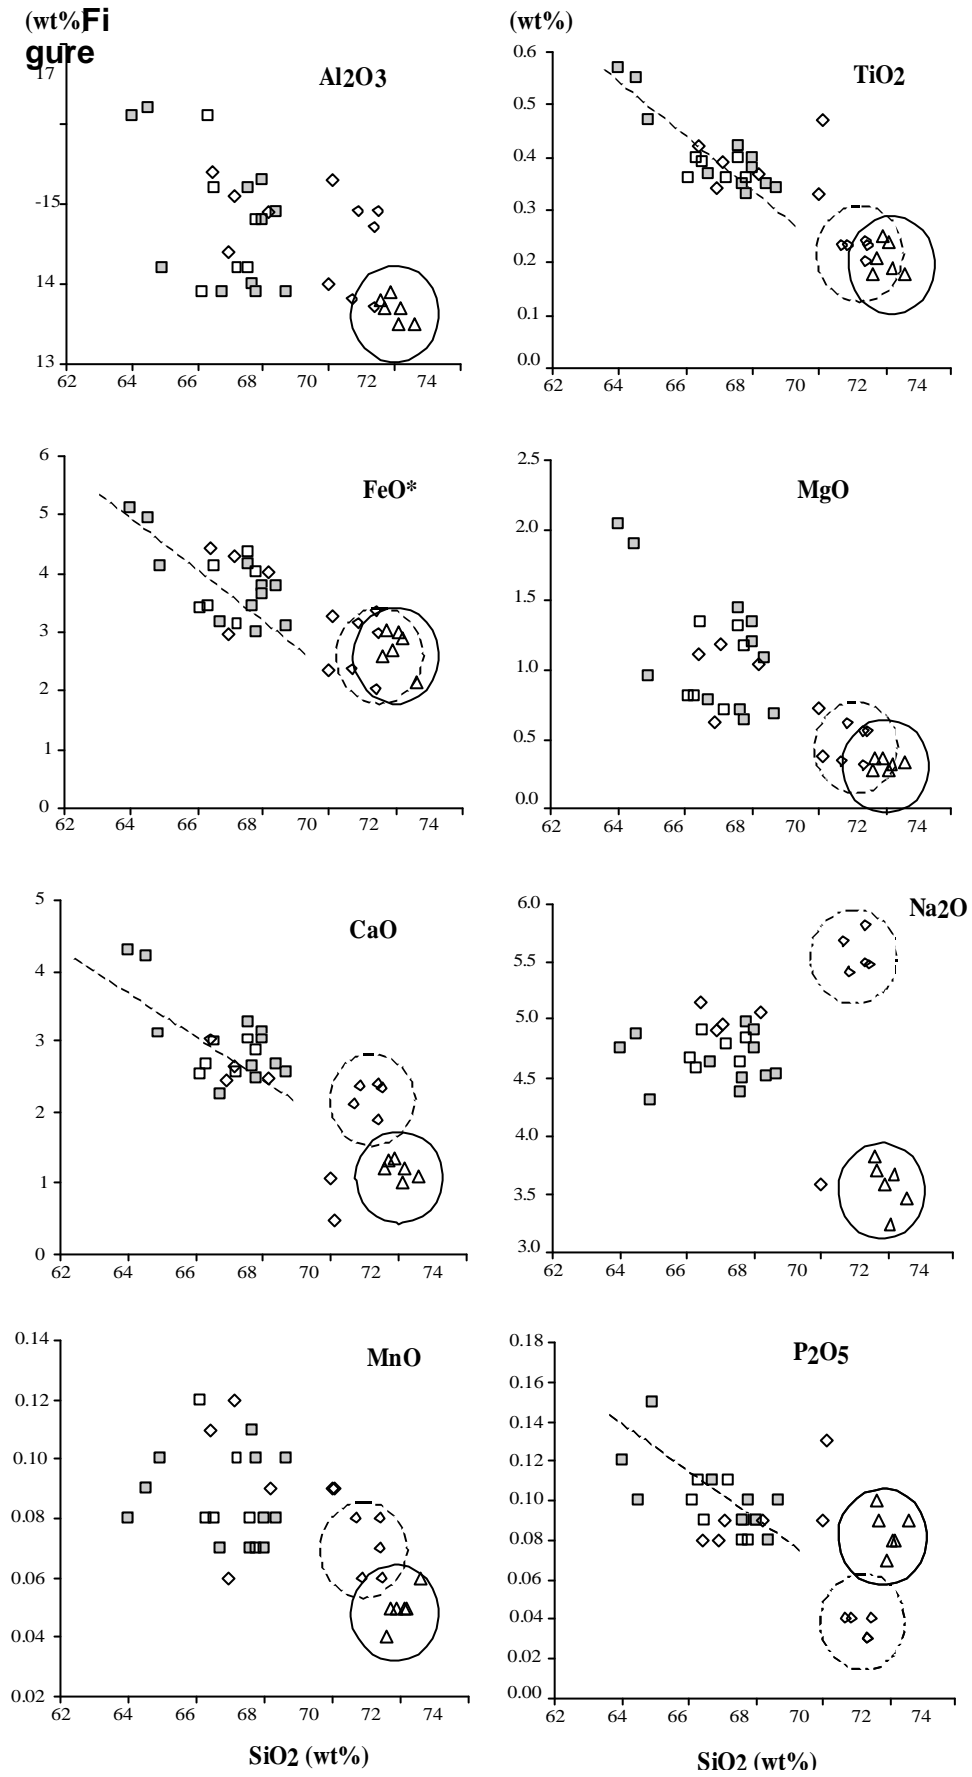 (wt%) Fi
gure
Al2O3
17
-15
14
13
62 64 66 68 70 72 74
(wt%)
TiO2
0.6
0.5
0.4
0.3
0.2
0.1
0.0
62 64 66 68 70 72 74
FeO*
6
5
4
3
2
1
0
62 64 66 68 70 72 74
MgO
2.5
2.0
1.5
1.0
0.5
0.0
62 64 66 68 70 72 74
CaO
5
4
3
2
1
0
62 64 66 68 70 72 74
Na2O
6.0
5.5
5.0
4.5
4.0
3.5
3.0
62 64 66 68 70 72 74
MnO
0.14
0.12
0.10
0.08
0.06
0.04
0.02
62 64 66 68 70 72 74
SiO2 (wt%)
P2O5
0.18
0.16
0.14
0.12
0.10
0.08
0.06
0.04
0.02
0.00
62 64 66 68 70 72 74
SiO2 (wt%)